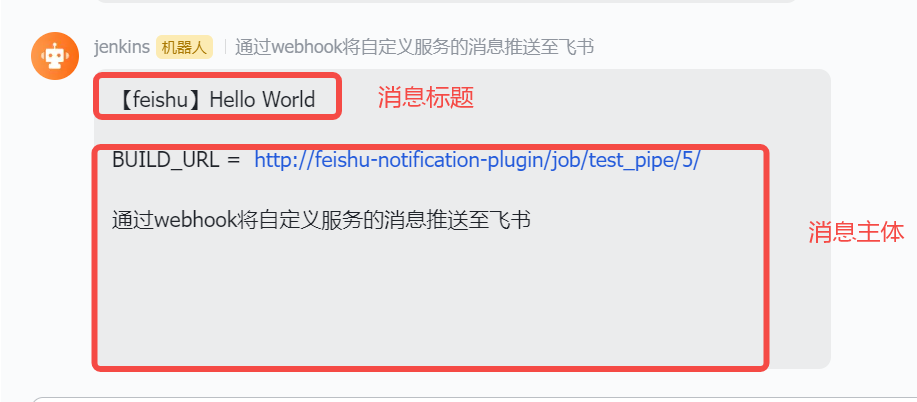 jenkins 机器人 通过webhook将自定义服务的消息推送至飞书
【feishu】Hello World 消息标题
BUILD_URL = http://feishu-notification-plugin/job/test_pipe/5/
通过webhook将自定义服务的消息推送至飞书
消息主体